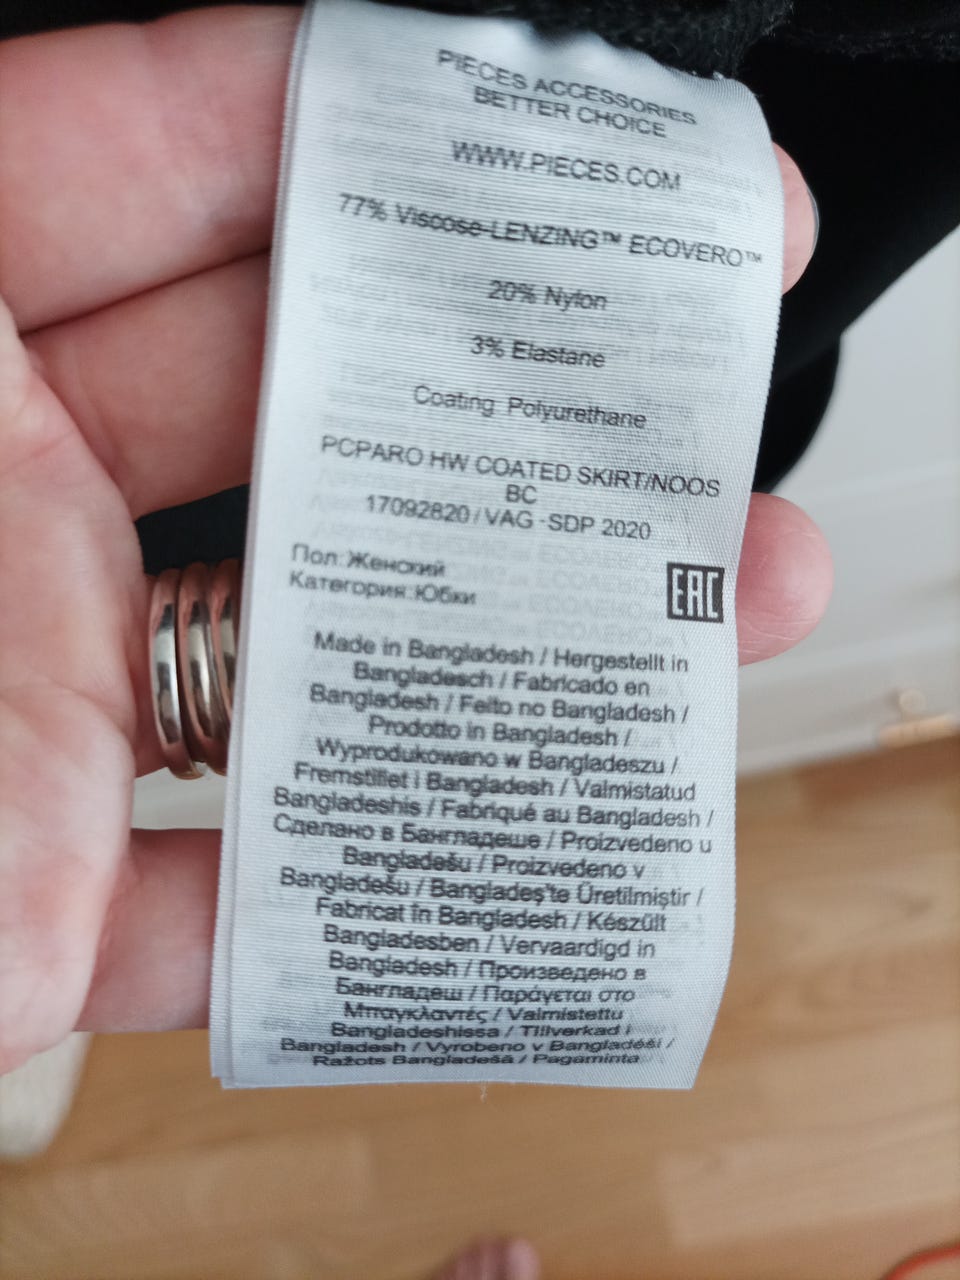 PIECES ACCESSORIES
BETTER CHOICE
WWW.PIECES.COM
77% Viscose-LENZING™ ECOVERO™
20% Nylon
3% Elastane
Coating Polyurethane
PCPARO HW COATED SKIRT/NOOS
BC
17092820 / VAG - SDP 2020
Пол: Женский
Категория: Юбки
EAC
Made in Bangladesh / Hergestellt in
Bangladesch / Fabricado en
Bangladesh / Feito no Bangladesh /
Prodotto in Bangladesh /
Wyprodukowano w Bangladeszu /
Fremstillet i Bangladesh / Valmistatud
Bangladeshis / Fabriqué au Bangladesh /
Сделано в Бангладеше / Proizvedeno u
Bangladešu / Proizvedeno v
Bangladešu / Bangladeş'te Üretilmiştir /
Fabricat în Bangladesh / Készült
Bangladesben / Vervaardigd in
Bangladesh / Произведено в
Бангладеш / Παράγεται στο
Μπαγκλαντές / Valmistettu
Bangladeshissa / Tillverkad i
Bangladesh / Vyrobeno v Bangladéši /
Ražots Bangladešā / Pagaminta